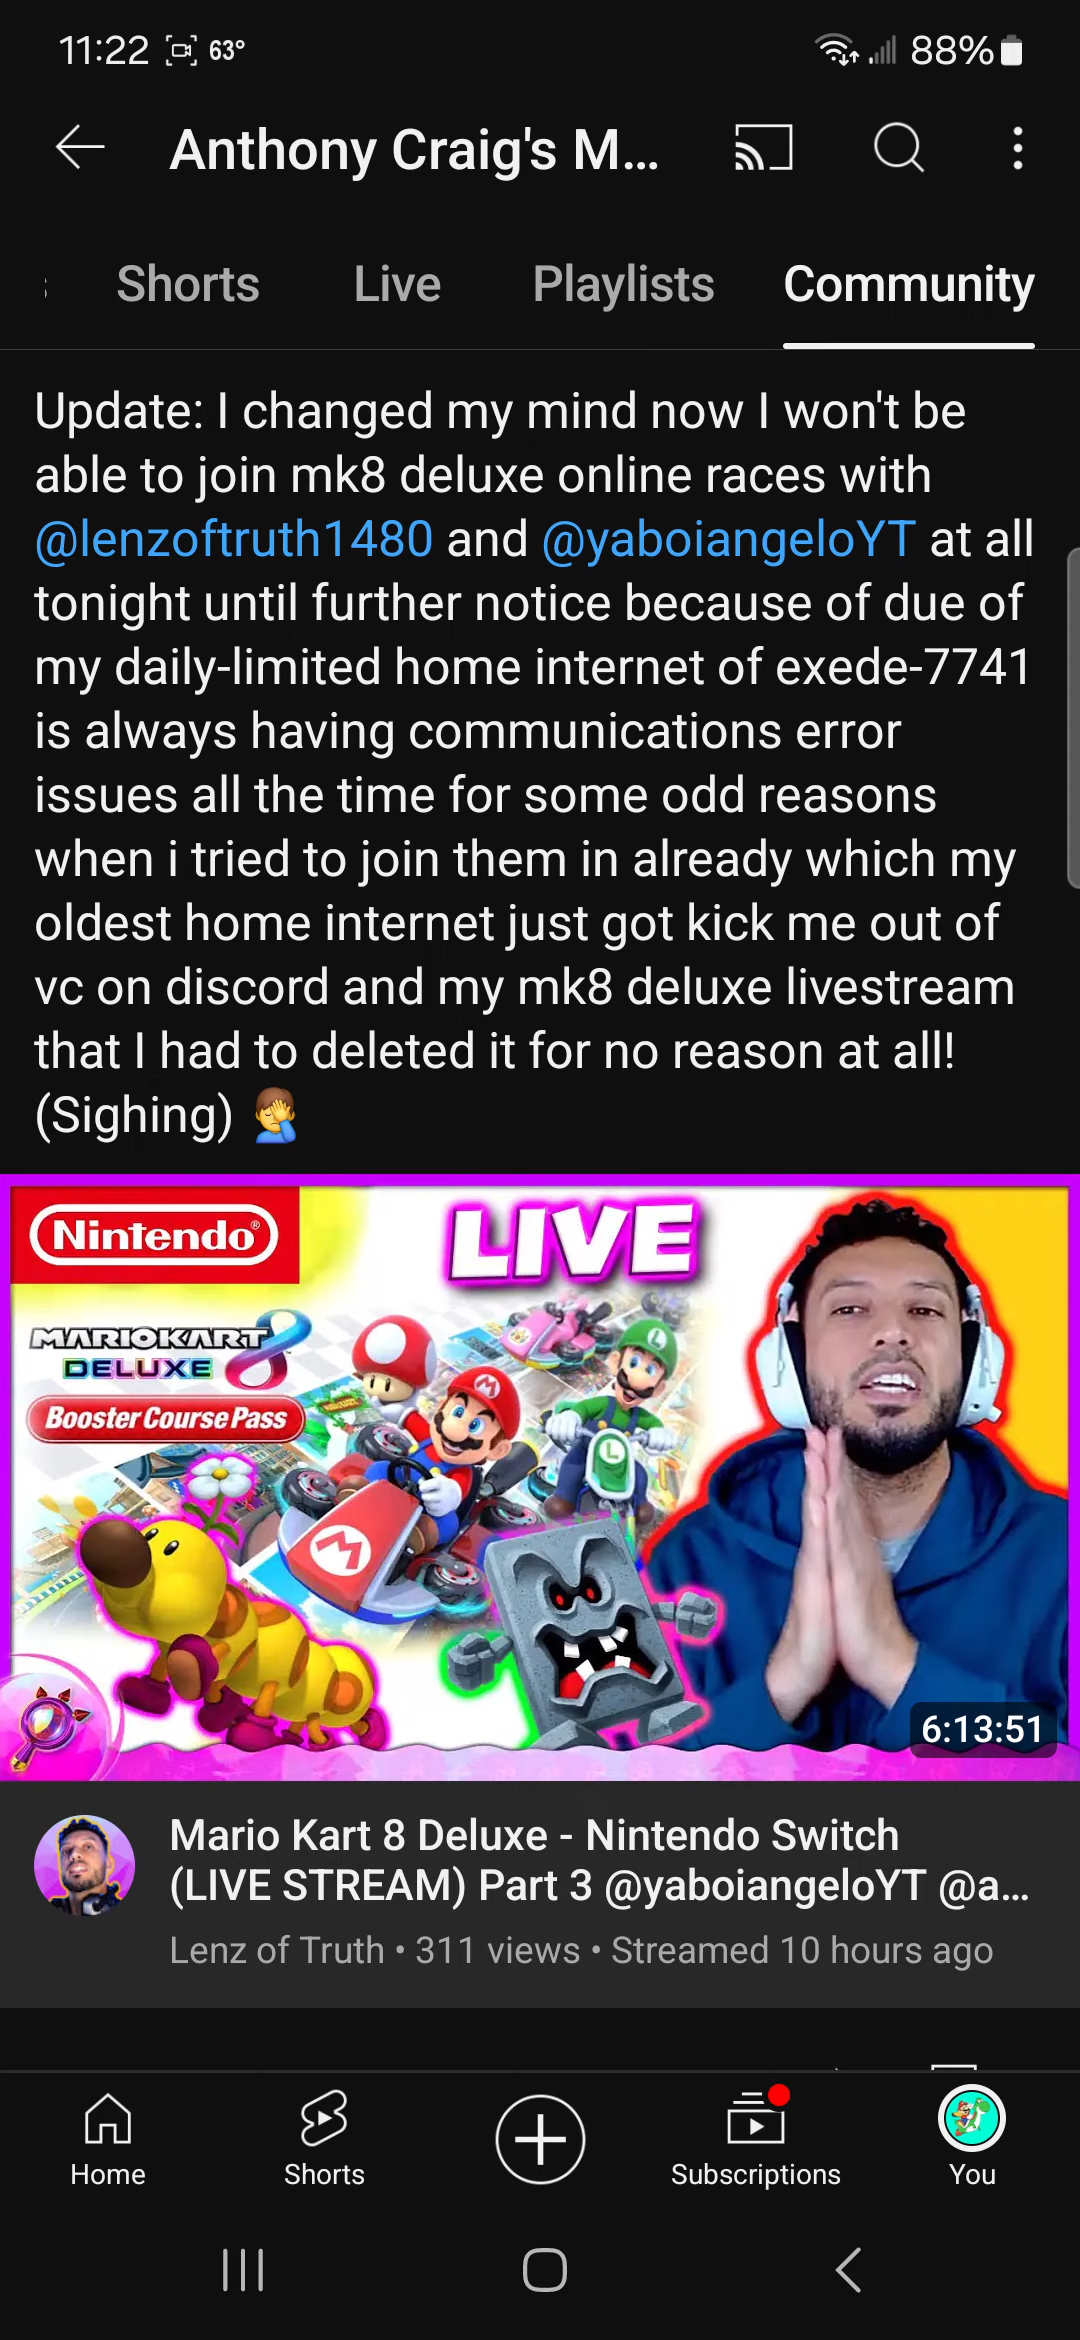 11:22 63° 88%
Anthony Craig's M...
Shorts Live Playlists Community
Update: I changed my mind now I won't be
able to join mk8 deluxe online races with
@lenzoftruth1480 and @yaboiangeloYT at all
tonight until further notice because of due of
my daily-limited home internet of exede-7741
is always having communications error
issues all the time for some odd reasons
when i tried to join them in already which my
oldest home internet just got kick me out of
vc on discord and my mk8 deluxe livestream
that I had to deleted it for no reason at all!
(Sighing) 🤦‍♂️
Nintendo®
LIVE
MARIOKART 8
DELUXE
Booster Course Pass
M
L
L
M
6:13:51
Mario Kart 8 Deluxe - Nintendo Switch
(LIVE STREAM) Part 3 @yaboiangeloYT @a...
Lenz of Truth • 311 views • Streamed 10 hours ago
Home Shorts Subscriptions You